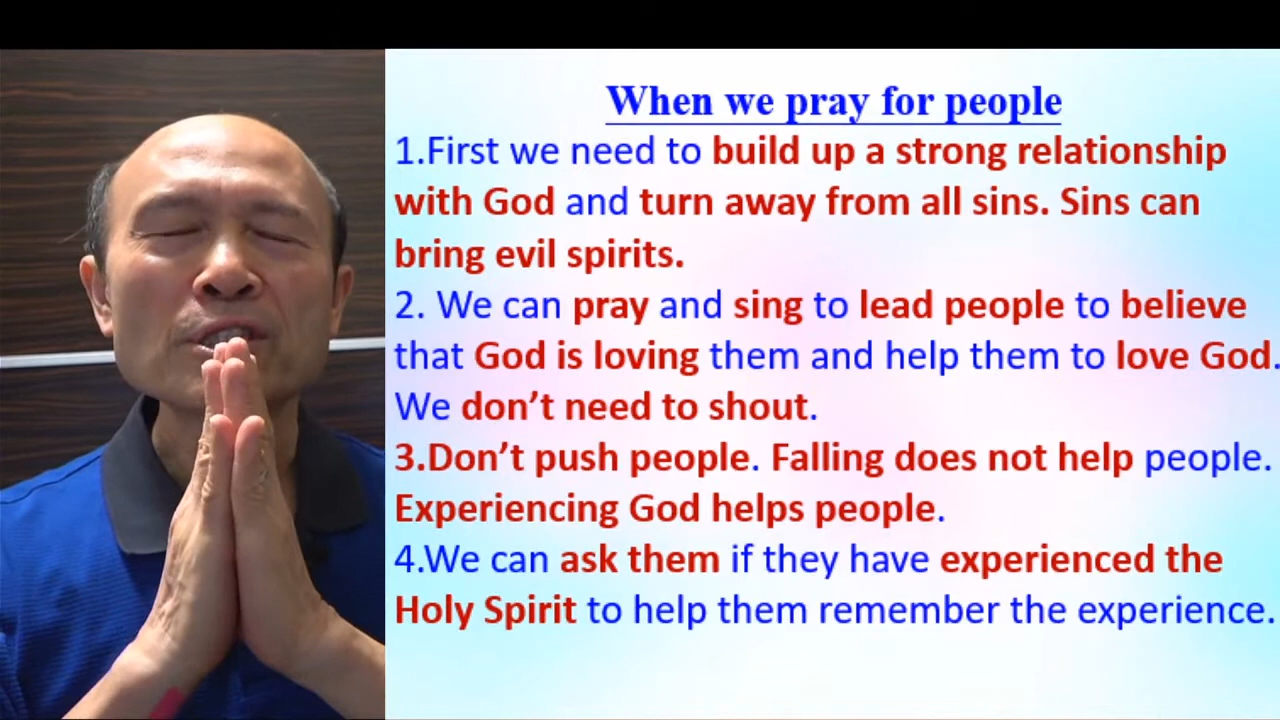 When we pray for people
1.First we need to build up a strong relationship
with God and turn away from all sins. Sins can
bring evil spirits.
2. We can pray and sing to lead people to believe
that God is loving them and help them to love God.
We don’t need to shout.
3.Don’t push people. Falling does not help people.
Experiencing God helps people.
4.We can ask them if they have experienced the
Holy Spirit to help them remember the experience.